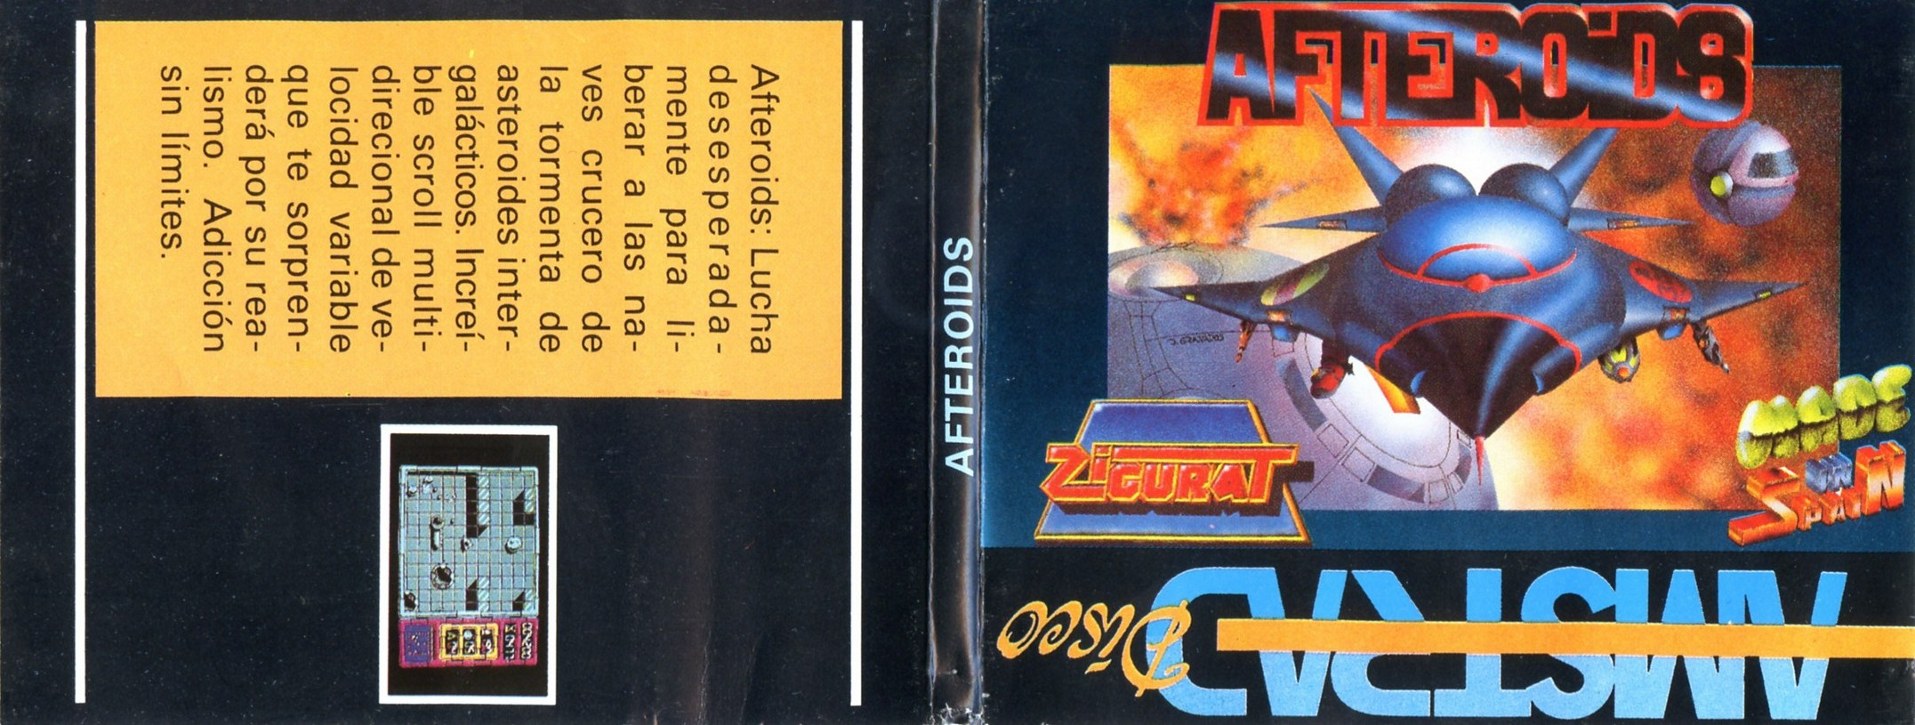 Afteroids: Lucha
desesperada-
mente para li-
berar a las na-
ves crucero de
la tormenta de
asteroides inter-
galácticos. Increí-
ble scroll multi-
direcional de ve-
locidad variable
que te sorpren-
derá por su rea-
lismo. Adicción
sin límites.
AFTEROIDS
AFTEROIDS
ZIGURAT
MADE
IN
SPAIN
AMSTRAD
Disco